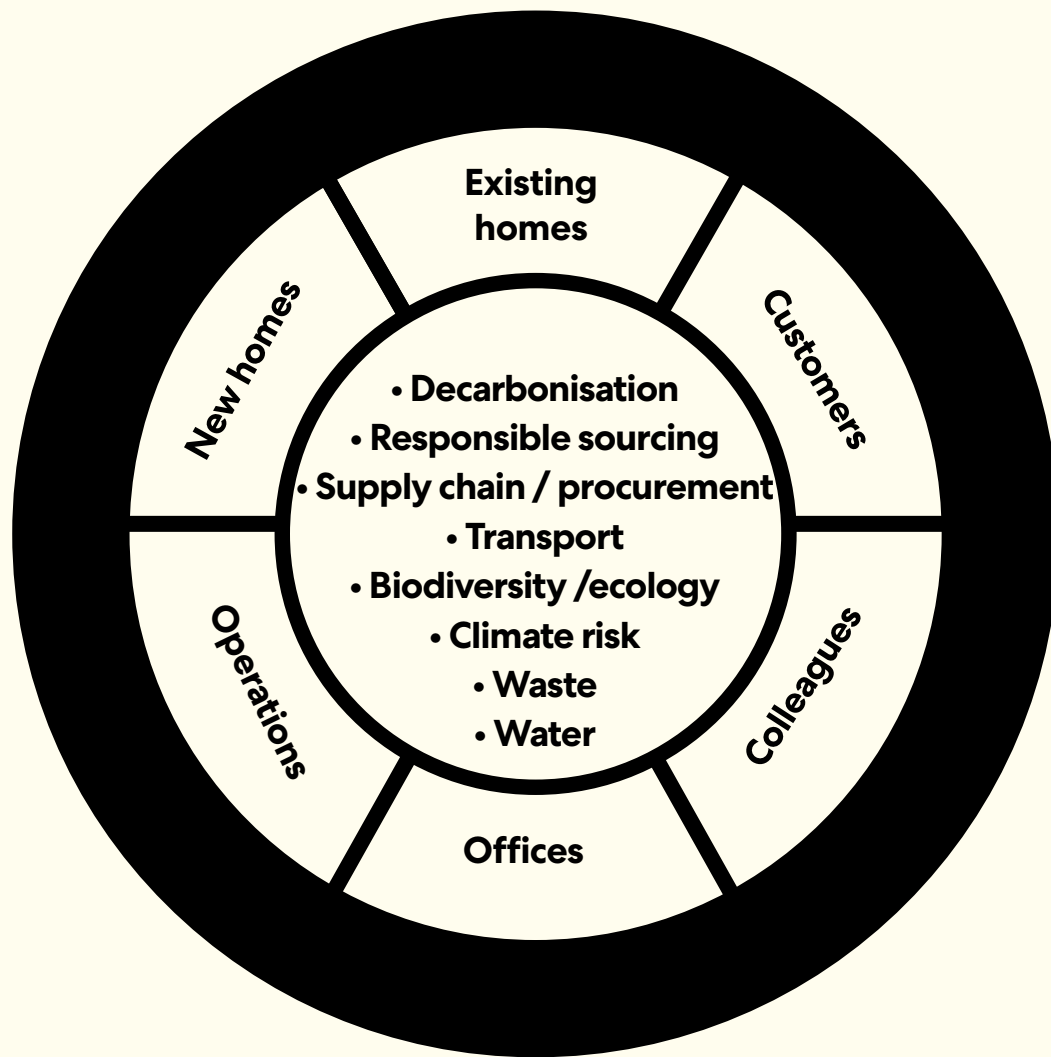 Existing
homes
Customers
Colleagues
Offices
Operations
New homes
• Decarbonisation
• Responsible sourcing
• Supply chain / procurement
• Transport
• Biodiversity /ecology
• Climate risk
• Waste
• Water